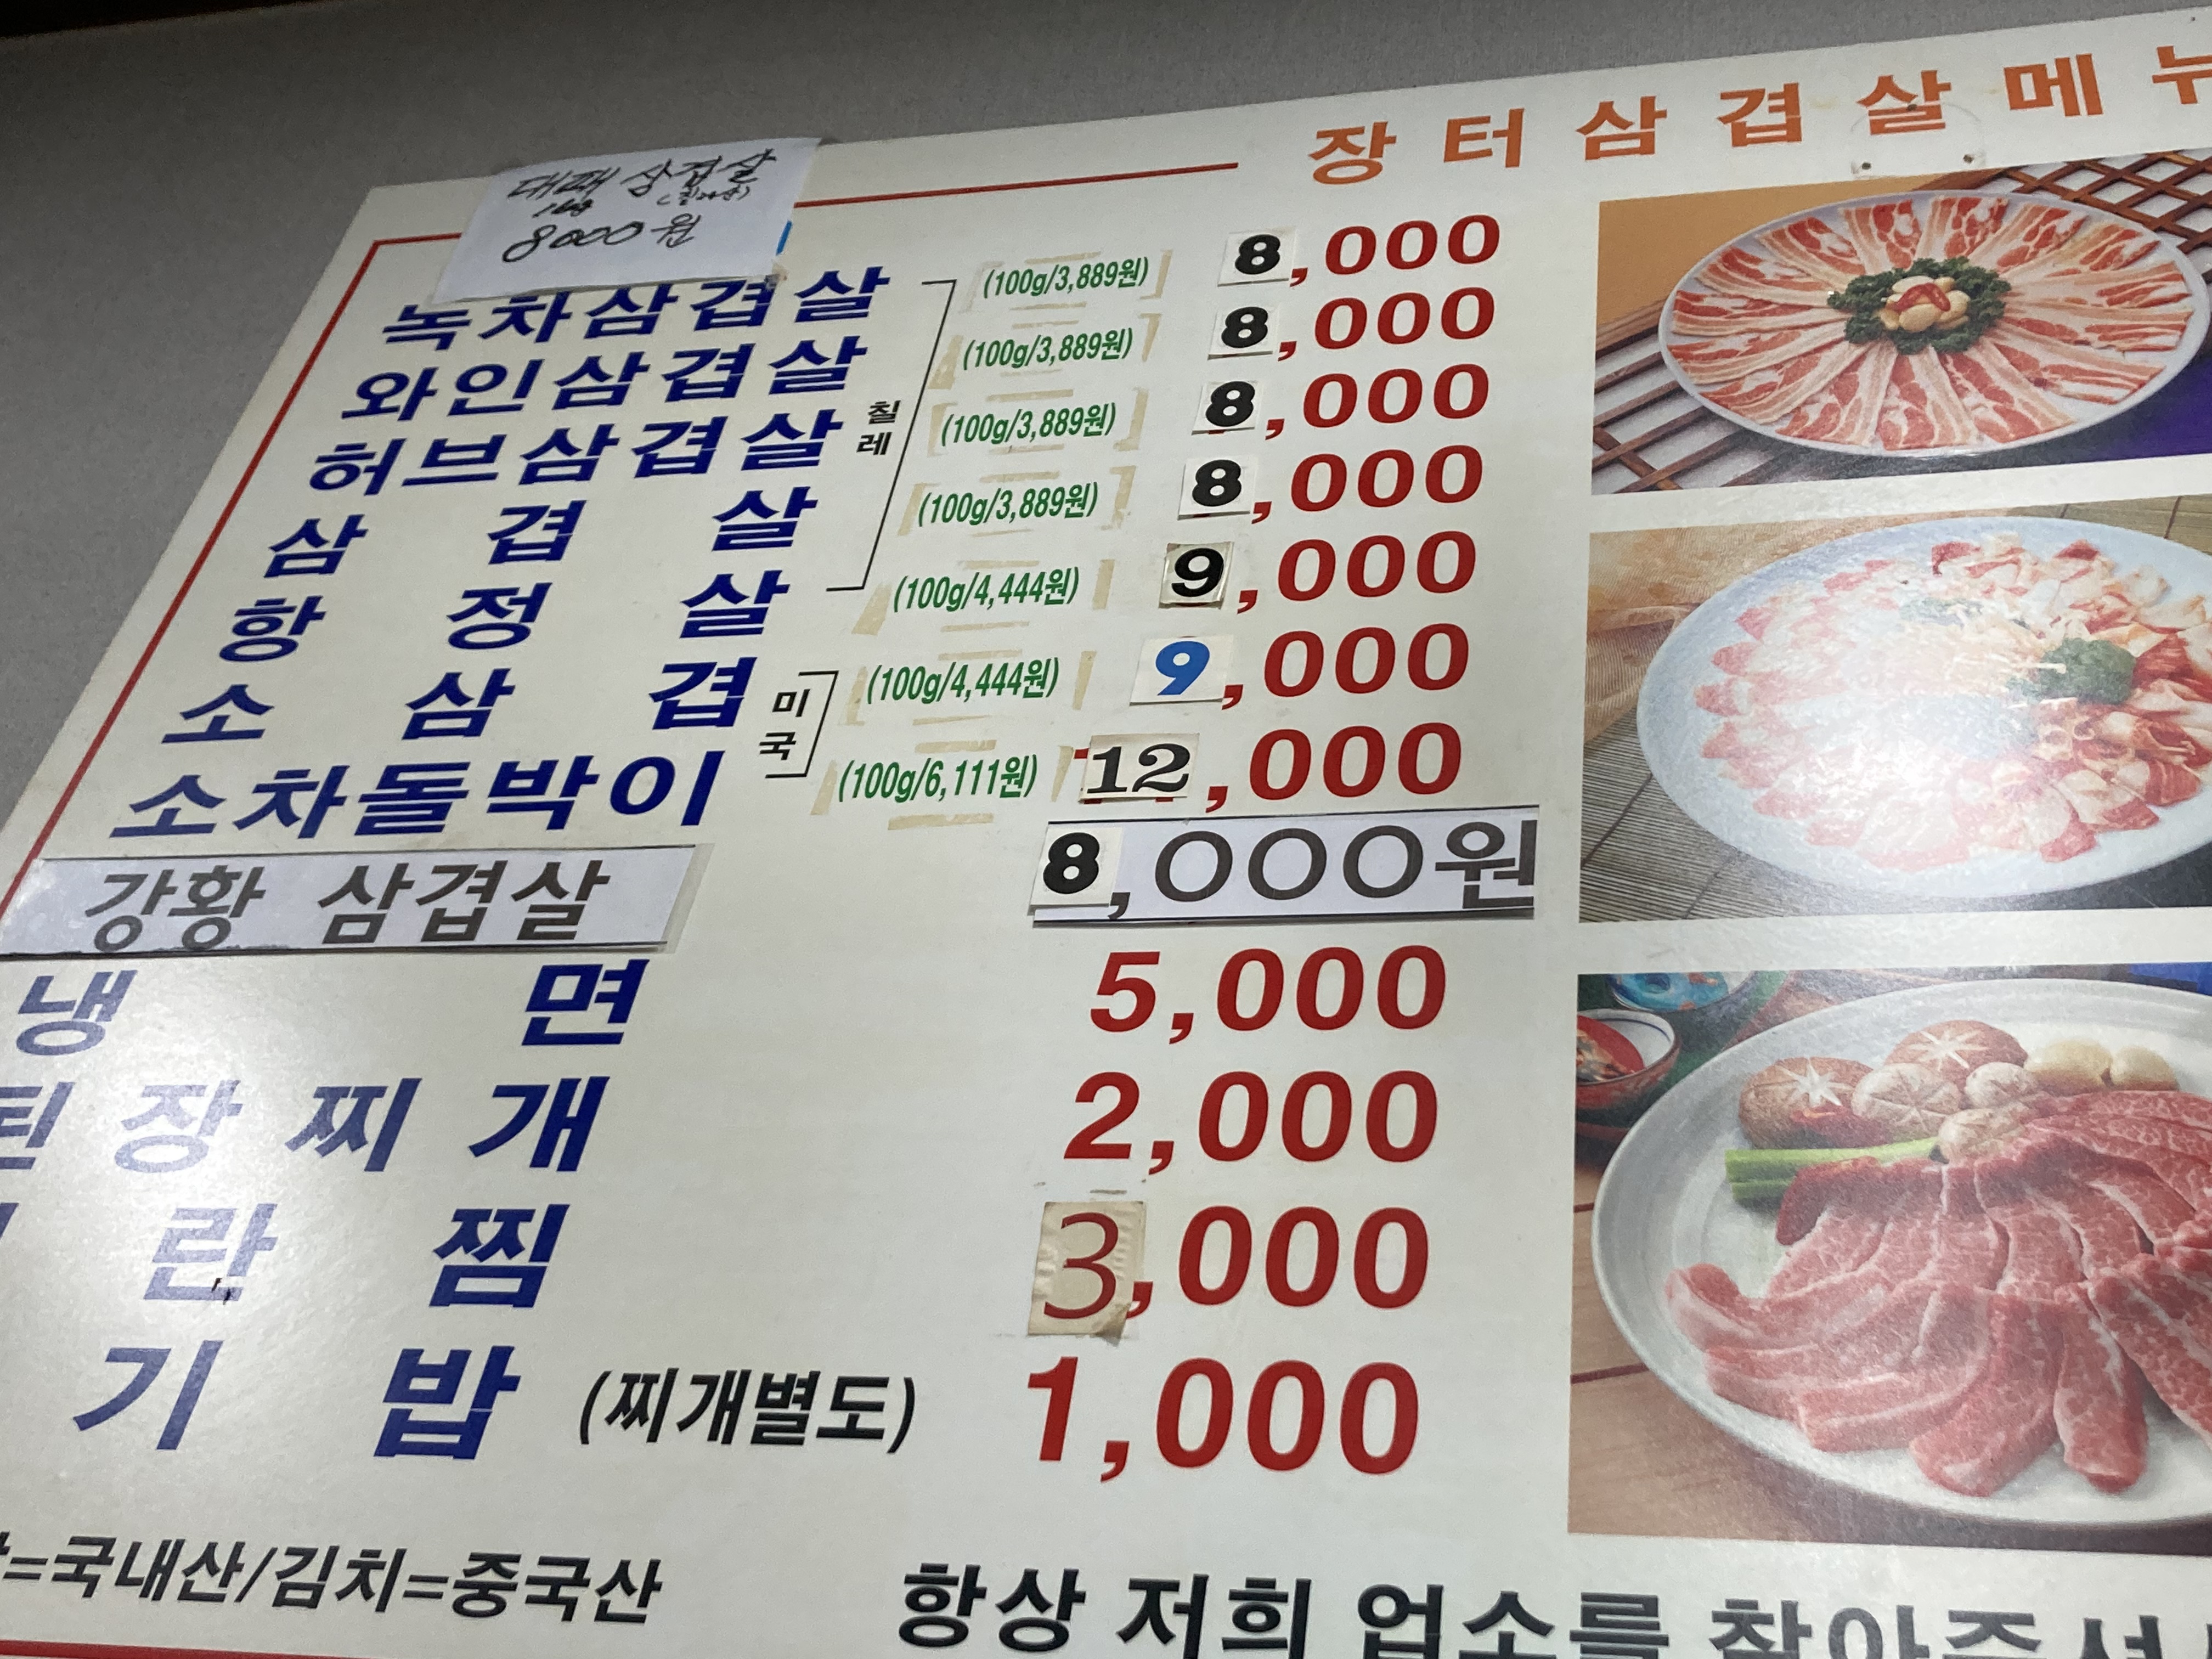 장터삼겹살메뉴
대패 삼겹살
8000원
녹차삼겹살 (100g/3,889원) 8,000
와인삼겹살 (100g/3,889원) 8,000
허브삼겹살 칠레 (100g/3,889원) 8,000
삼겹살 (100g/3,889원) 8,000
항정살 (100g/4,444원) 9,000
소삼겹 미국 (100g/4,444원) 9,000
소차돌박이 (100g/6,111원) 12,000
강황 삼겹살 8,000원
냉면 5,000
된장찌개 2,000
란찜 3,000
기밥 (찌개별도) 1,000
=국내산/김치=중국산
항상 저희 업소를 찾아주셔